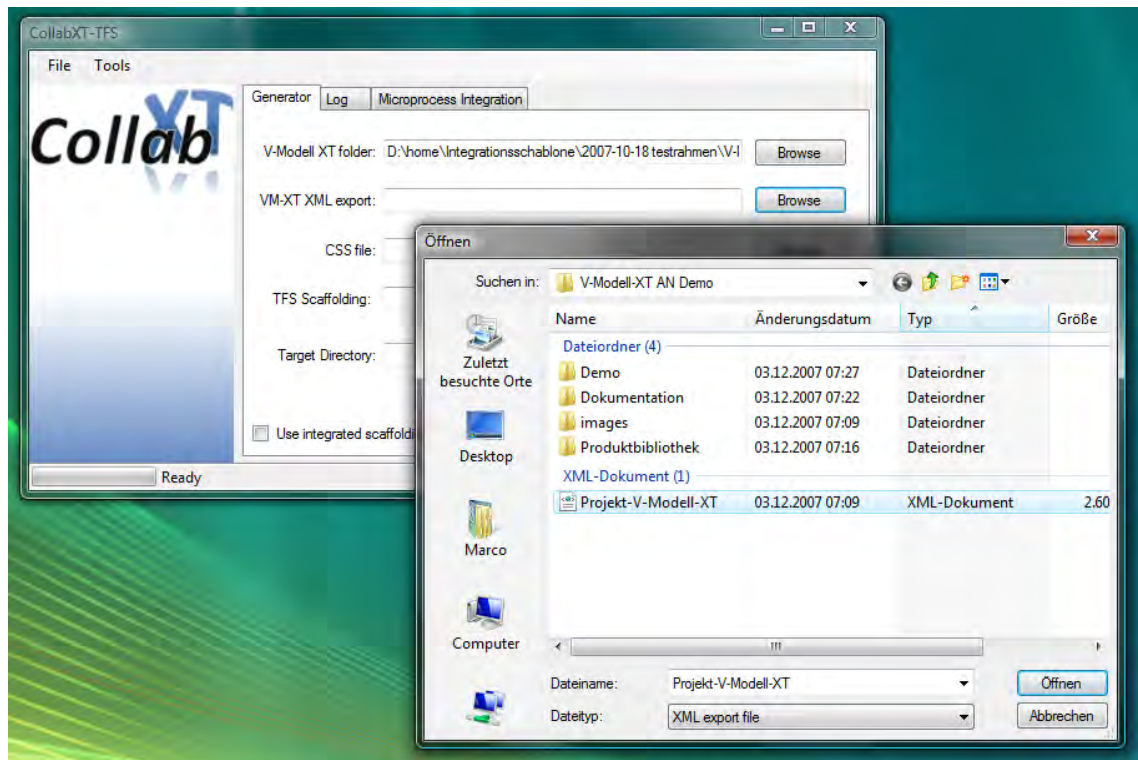 CollabXT-TFS
File Tools
CollabXT
Generator Log Microprocess Integration
V-Modell XT folder: D:\home\Integrationsschablone\2007-10-18 testrahmen\V-I Browse
VM-XT XML export: Browse
CSS file:
TFS Scaffolding:
Target Directory:
Use integrated scaffoldi
Ready
Öffnen
Suchen in: V-Modell-XT AN Demo
Name Änderungsdatum Typ Größe
Dateiordner (4)
Demo 03.12.2007 07:27 Dateiordner
Dokumentation 03.12.2007 07:22 Dateiordner
images 03.12.2007 07:09 Dateiordner
Produktbibliothek 03.12.2007 07:16 Dateiordner
XML-Dokument (1)
Projekt-V-Modell-XT 03.12.2007 07:09 XML-Dokument 2.60
Zuletzt
besuchte Orte
Desktop
Marco
Computer
Dateiname: Projekt-V-Modell-XT Öffnen
Dateityp: XML export file Abbrechen